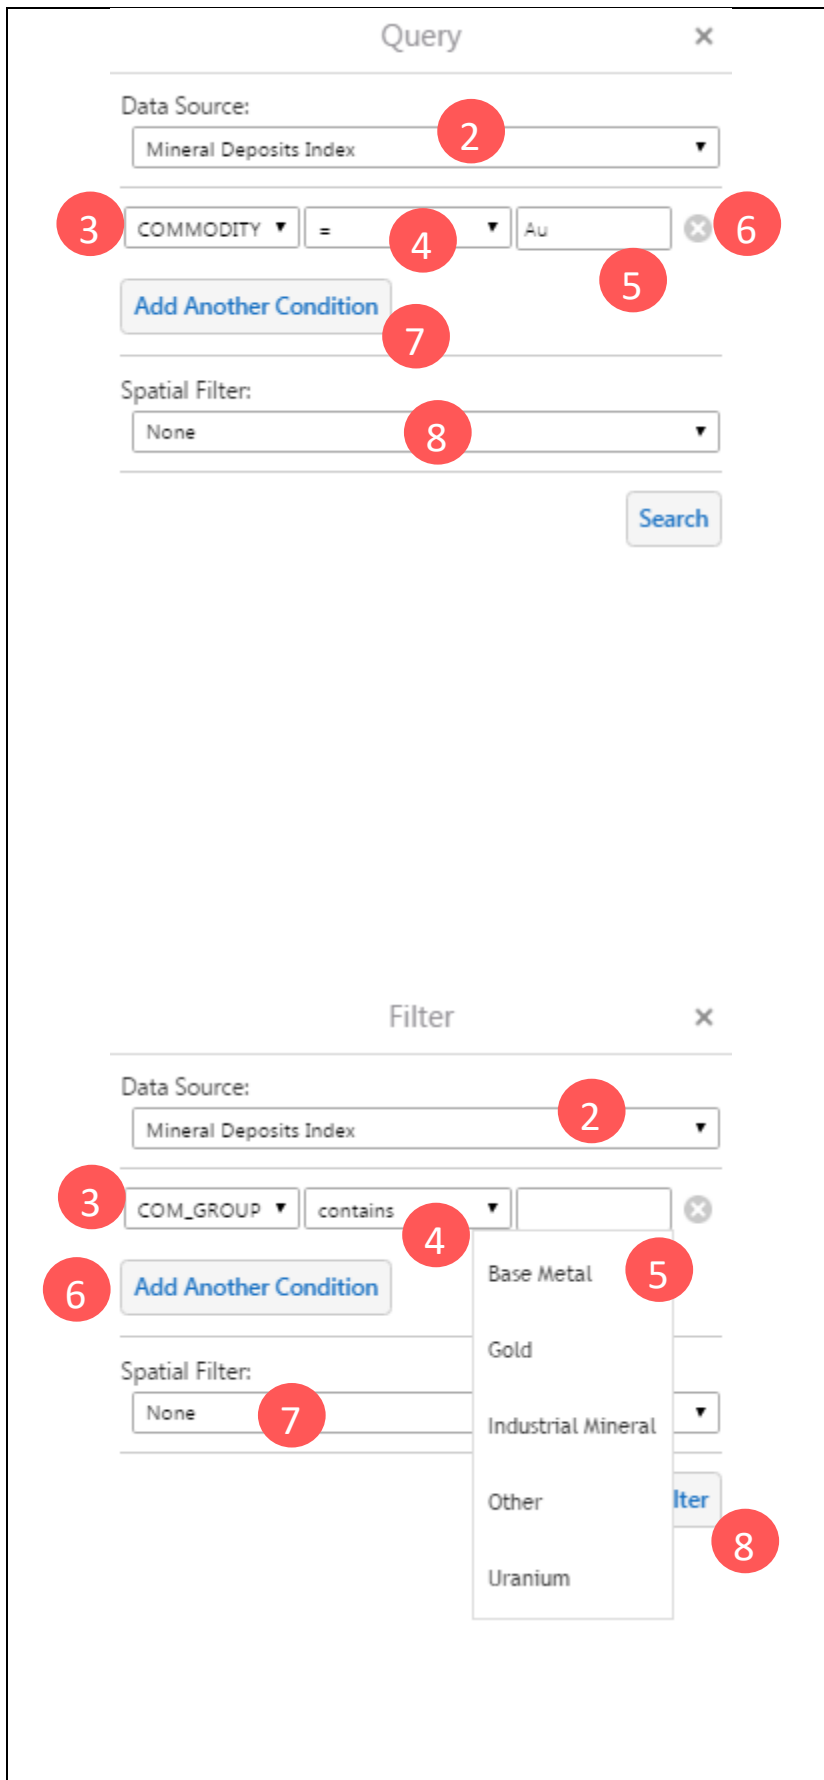 Query ×
Data Source:
2
Mineral Deposits Index ▼
3 COMMODITY ▼ = ▼ Au 6
4
5
Add Another Condition
7
Spatial Filter:
None 8 ▼
Search
Filter ×
Data Source:
2
Mineral Deposits Index ▼
3 COM_GROUP ▼ contains ▼
4
Base Metal 5
6 Add Another Condition
Gold
Spatial Filter:
None 7 ▼
Industrial Mineral
Other lter
8
Uranium